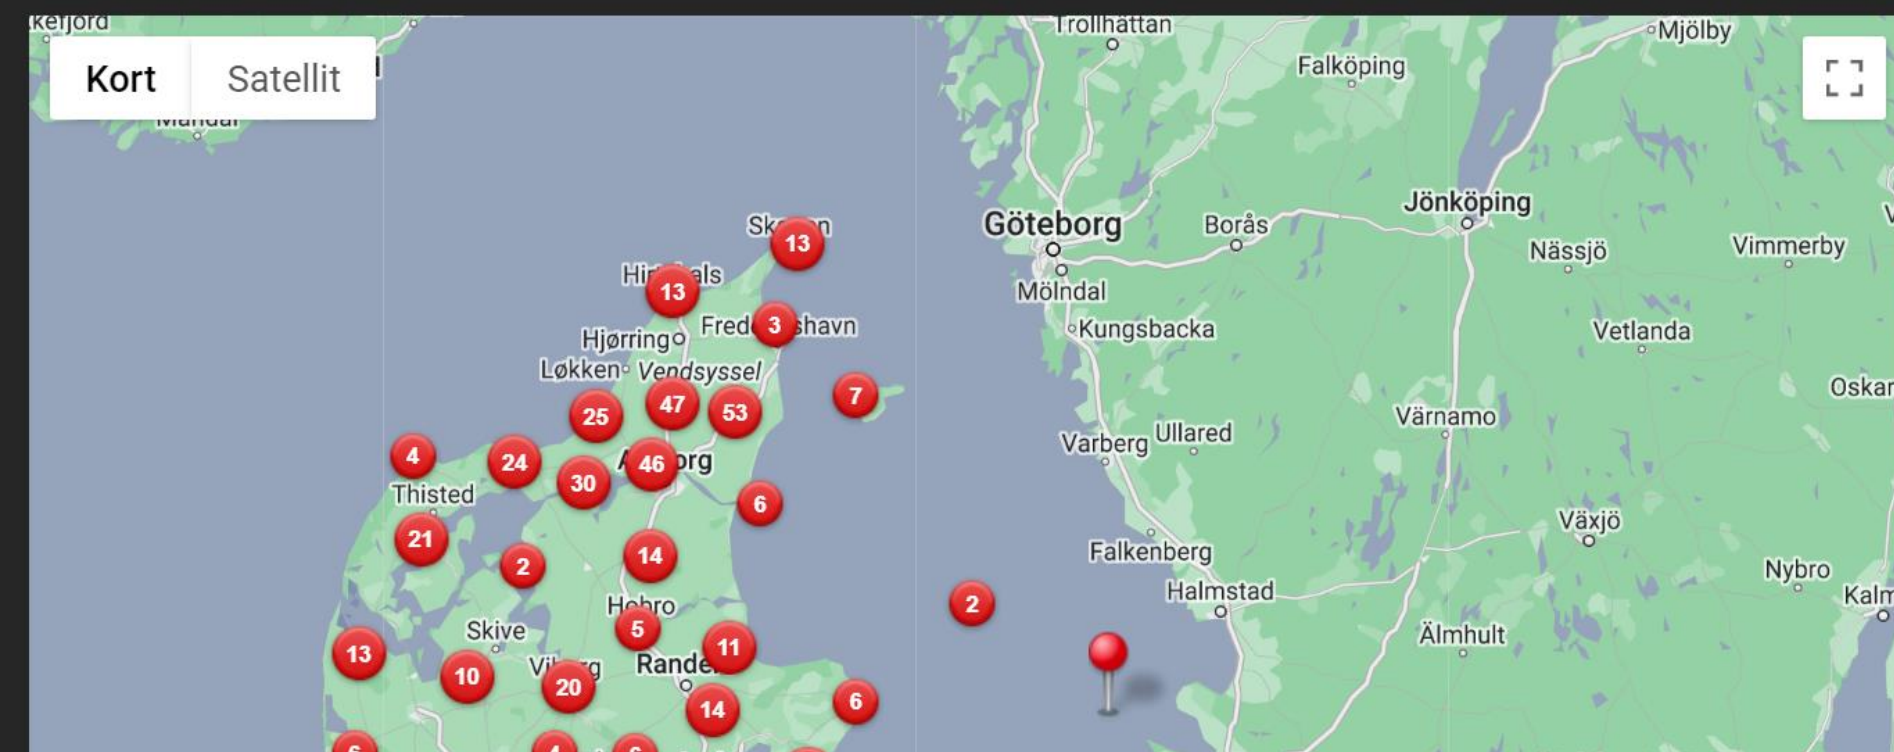 Trollhättan
Mjölby
Kort
Satellit
Falköping
Göteborg
Borås
Jönköping
Nässjö
Vimmerby
13
13
Mölndal
3
Kungsbacka
Hjørring
Vetlanda
Løkken
Vendsyssel
7
25
47
53
Värnamo
Varberg
Ullared
4
24
30
46
Thisted
6
21
Växjö
2
14
Falkenberg
Nybro
Halmstad
2
Skive
5
Älmhult
13
10
20
11
14
6